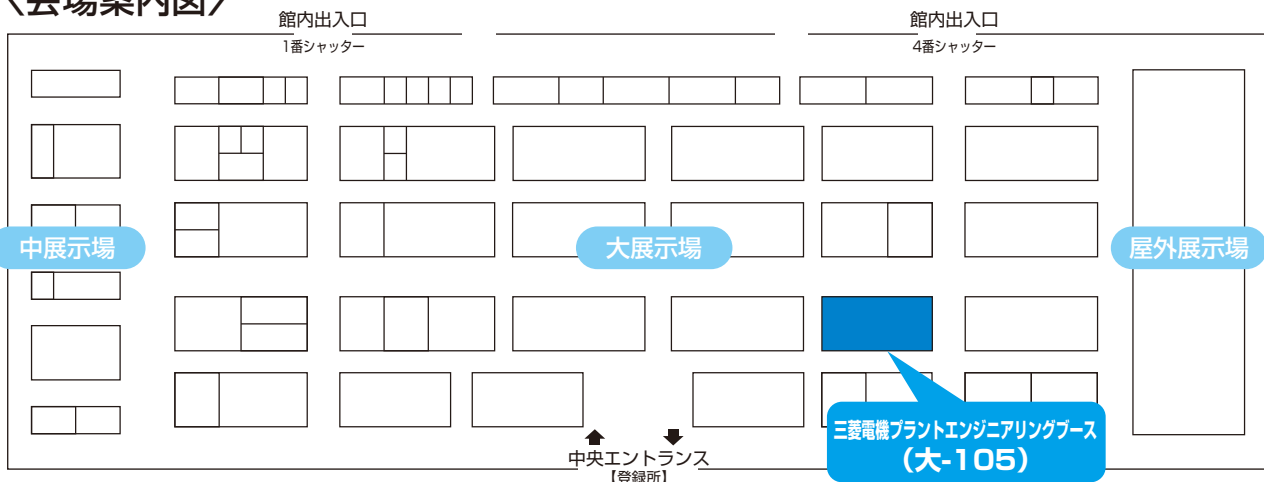 〈会場案内図〉
館内出入口
1番シャッター
館内出入口
4番シャッター
中展示場
大展示場
屋外展示場
三菱電機プラントエンジニアリングブース
(大-105)
中央エントランス
【登録所】